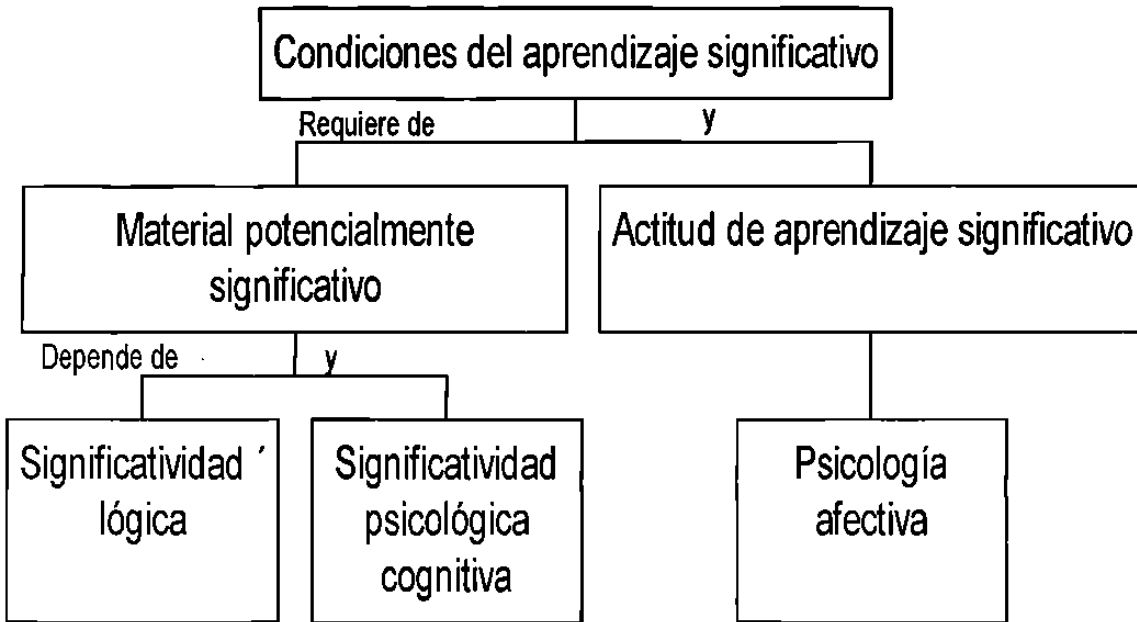 Condiciones del aprendizaje significativo
Requiere de y
Material potencialmente
significativo
Actitud de aprendizaje significativo
Depende de y
Significatividad
lógica
Significatividad
psicológica
cognitiva
Psicología
afectiva